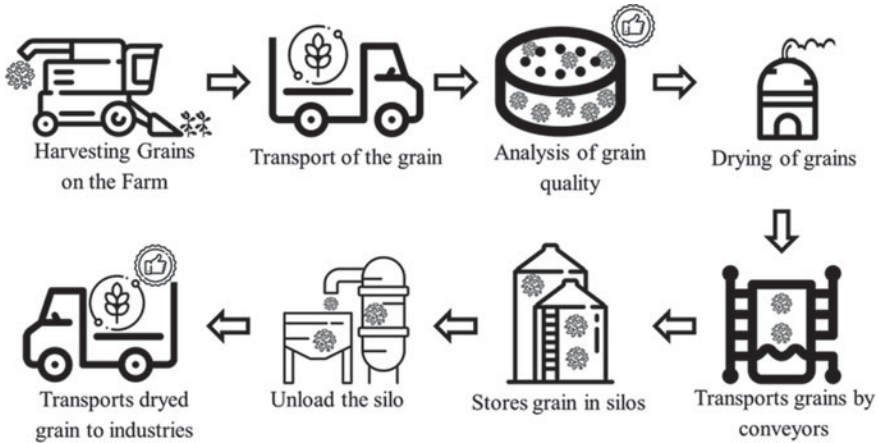 Harvesting Grains
on the Farm
Transport of the grain
Analysis of grain
quality
Drying of grains
Transports dryed
grain to industries
Unload the silo
Stores grain in silos
Transports grains by
conveyors